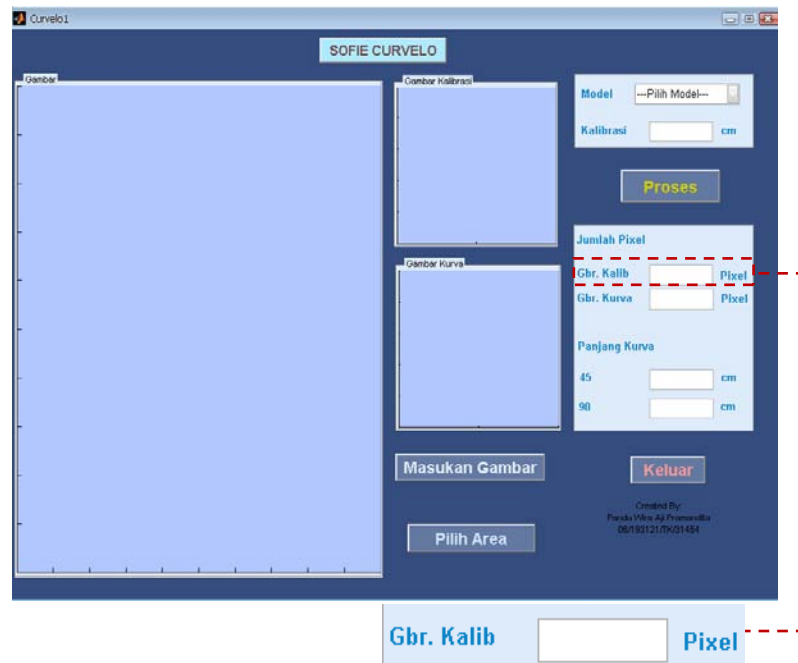 Curvelo1
SOFIE CURVELO
Gambar
Gambar Kalibrasi
Model ---Pilih Model---
Kalibrasi cm
Proses
Jumlah Pixel
Gbr. Kalib Pixel
Gbr. Kurva Pixel
Gambar Kurva
Panjang Kurva
45 cm
90 cm
Masukan Gambar
Keluar
Pilih Area
Created By:
Wira Aji
Gbr. Kalib Pixel